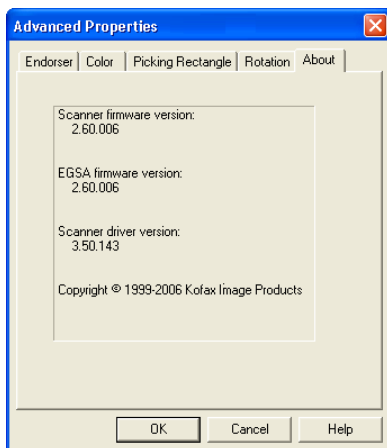 Advanced Properties
Endorser Color Picking Rectangle Rotation About
Scanner firmware version:
2.60.006
EGSA firmware version:
2.60.006
Scanner driver version:
3.50.143
Copyright © 1999-2006 Kofax Image Products
OK Cancel Help